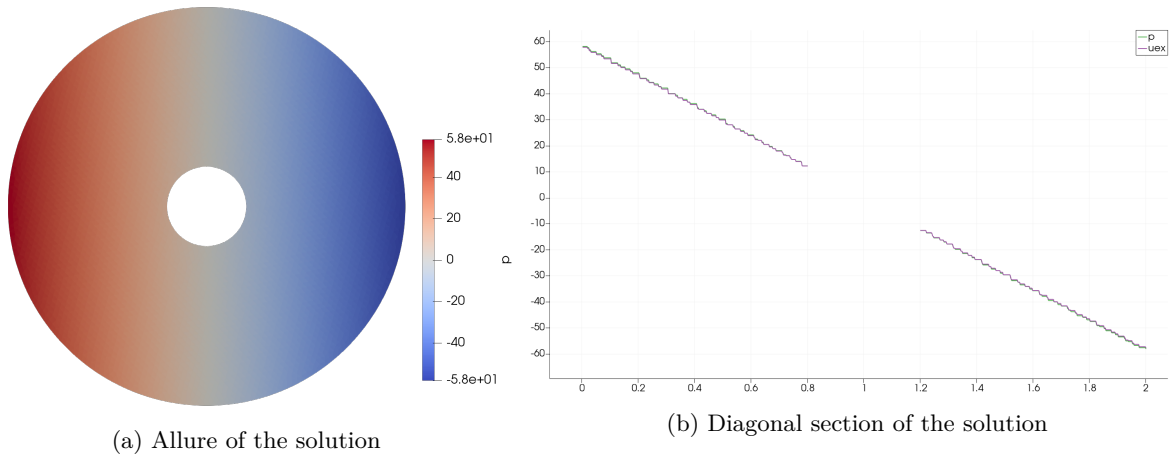 5.8e+01
40
20
0
-20
-40
-5.8e+01
p
(a) Allure of the solution
60
50
40
30
20
10
0
-10
-20
-30
-40
-50
-60
0 0.2 0.4 0.6 0.8 1 1.2 1.4 1.6 1.8 2
p
uex
(b) Diagonal section of the solution